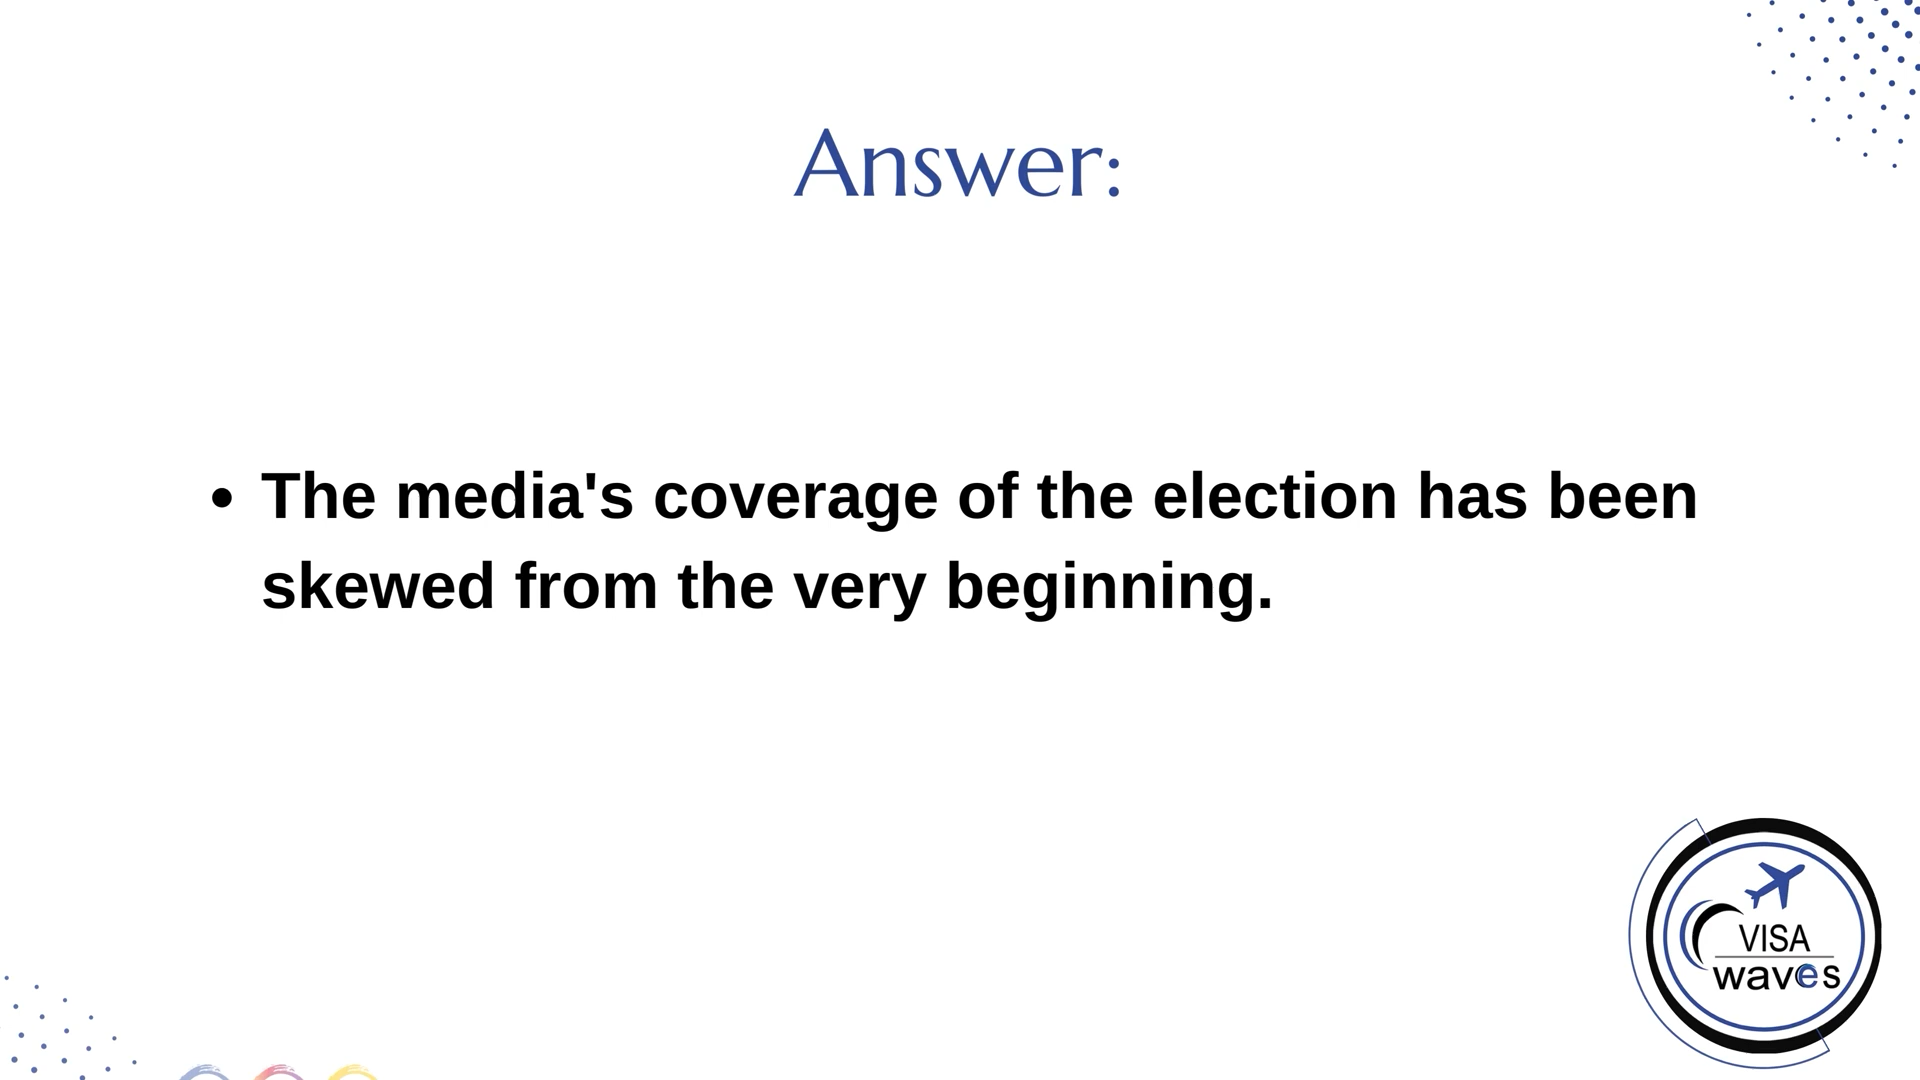 Answer:
• The media's coverage of the election has been
skewed from the very beginning.
VISA
waves